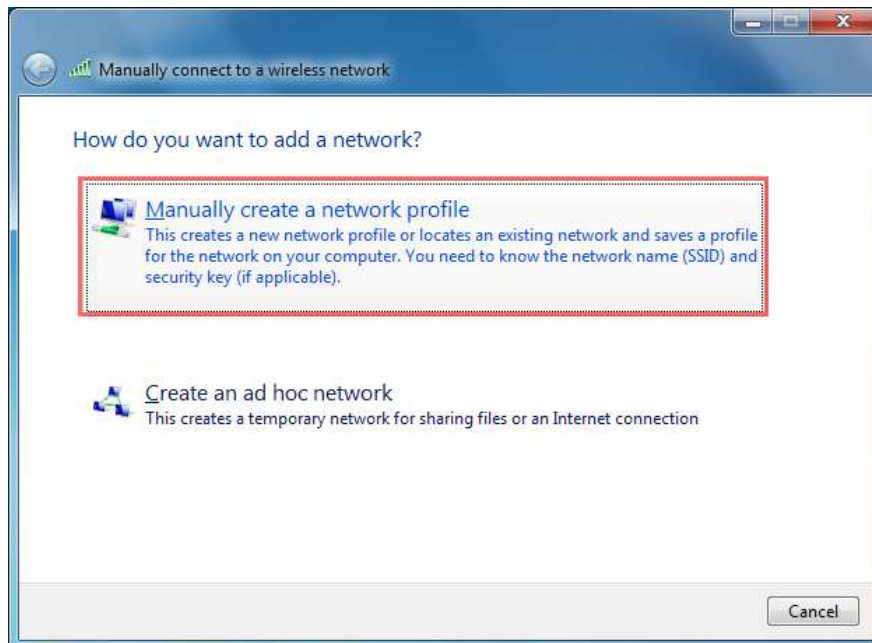 Manually connect to a wireless network
How do you want to add a network?
Manually create a network profile
This creates a new network profile or locates an existing network and saves a profile
for the network on your computer. You need to know the network name (SSID) and
security key (if applicable).
Create an ad hoc network
This creates a temporary network for sharing files or an Internet connection
Cancel